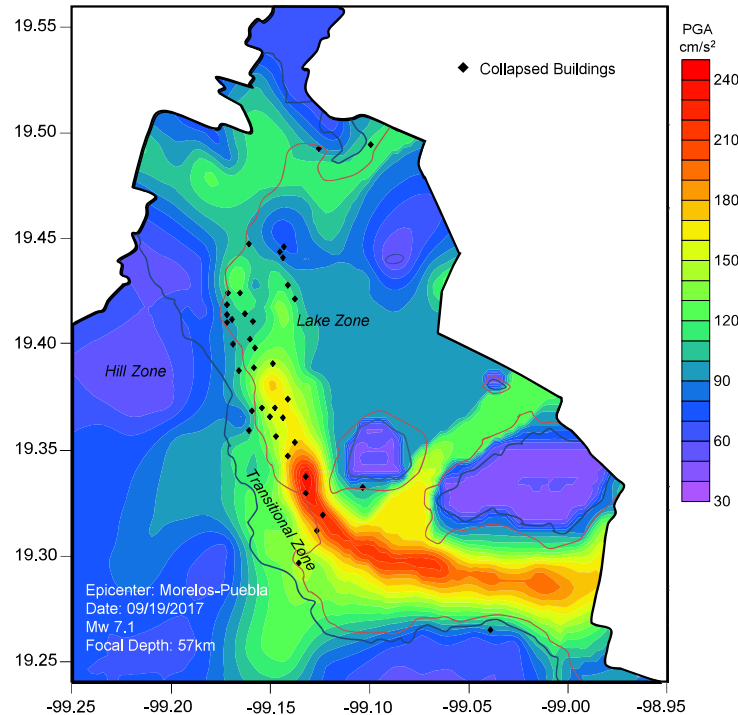 PGA
cm/s²
Collapsed Buildings
19.55
19.50
19.45
19.40
19.35
19.30
19.25
240
210
180
150
120
90
60
30
Lake Zone
Hill Zone
Transitional Zone
Epicenter: Morelos-Puebla
Date: 09/19/2017
Mw 7.1
Focal Depth: 57km
-99.25
-99.20
-99.15
-99.10
-99.05
-99.00
-98.95